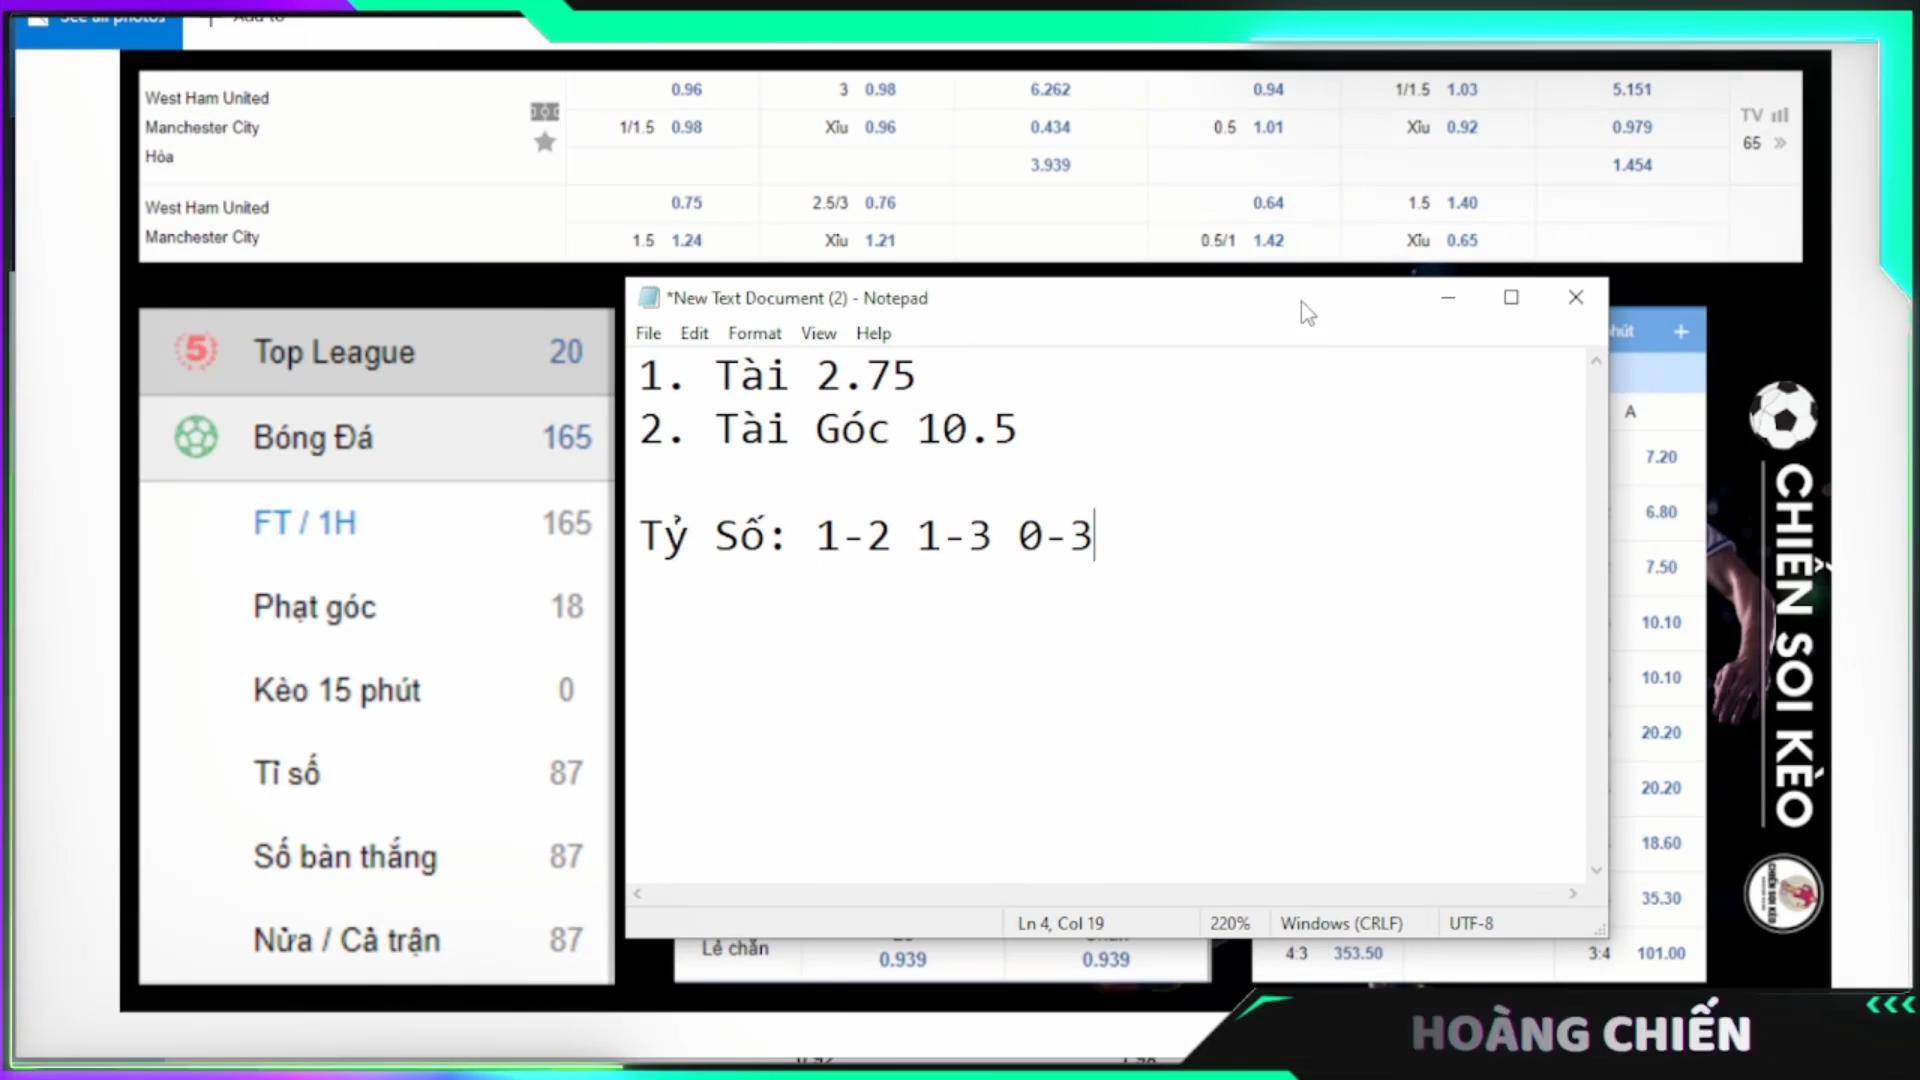 See all photos
Add to
West Ham United 0.96 3 0.98 6.262 0.94 1/1.5 1.03 5.151
Manchester City 1/1.5 0.98 Xỉu 0.96 0.434 0.5 1.01 Xỉu 0.92 0.979
Hòa 3.939 1.454
TV
65 »
West Ham United 0.75 2.5/3 0.76 0.64 1.5 1.40
Manchester City 1.5 1.24 Xỉu 1.21 0.5/1 1.42 Xỉu 0.65
5 Top League 20
Bóng Đá 165
FT / 1H 165
Phạt góc 18
Kèo 15 phút 0
Tỉ số 87
Số bàn thắng 87
Nửa / Cả trận 87
*New Text Document (2) - Notepad
File Edit Format View Help
1. Tài 2.75
2. Tài Góc 10.5
Tỷ Số: 1-2 1-3 0-3
Ln 4, Col 19 220% Windows (CRLF) UTF-8
Lẻ chẵn
0.939 0.939
+
A
7.20
6.80
7.50
10.10
10.10
20.20
20.20
18.60
35.30
4:3 353.50 3:4 101.00
CHIẾN SOI KÈO
HOÀNG CHIẾN